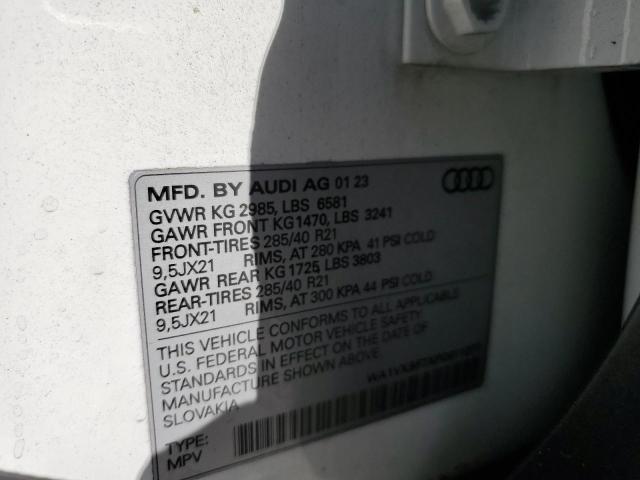 MFD. BY AUDI AG 01 23
GVWR KG 2985, LBS 6581
GAWR FRONT KG1470, LBS 3241
FRONT-TIRES 285/40 R21
9,5JX21 RIMS, AT 280 KPA 41 PSI COLD
GAWR REAR KG 1725, LBS 3803
REAR-TIRES 285/40 R21
9,5JX21 RIMS, AT 300 KPA 44 PSI COLD
THIS VEHICLE CONFORMS TO ALL APPLICABLE
U.S. FEDERAL MOTOR VEHICLE SAFETY
STANDARDS IN EFFECT ON THE DATE OF
MANUFACTURE SHOWN ABOVE.
SLOVAKIA
TYPE:
MPV